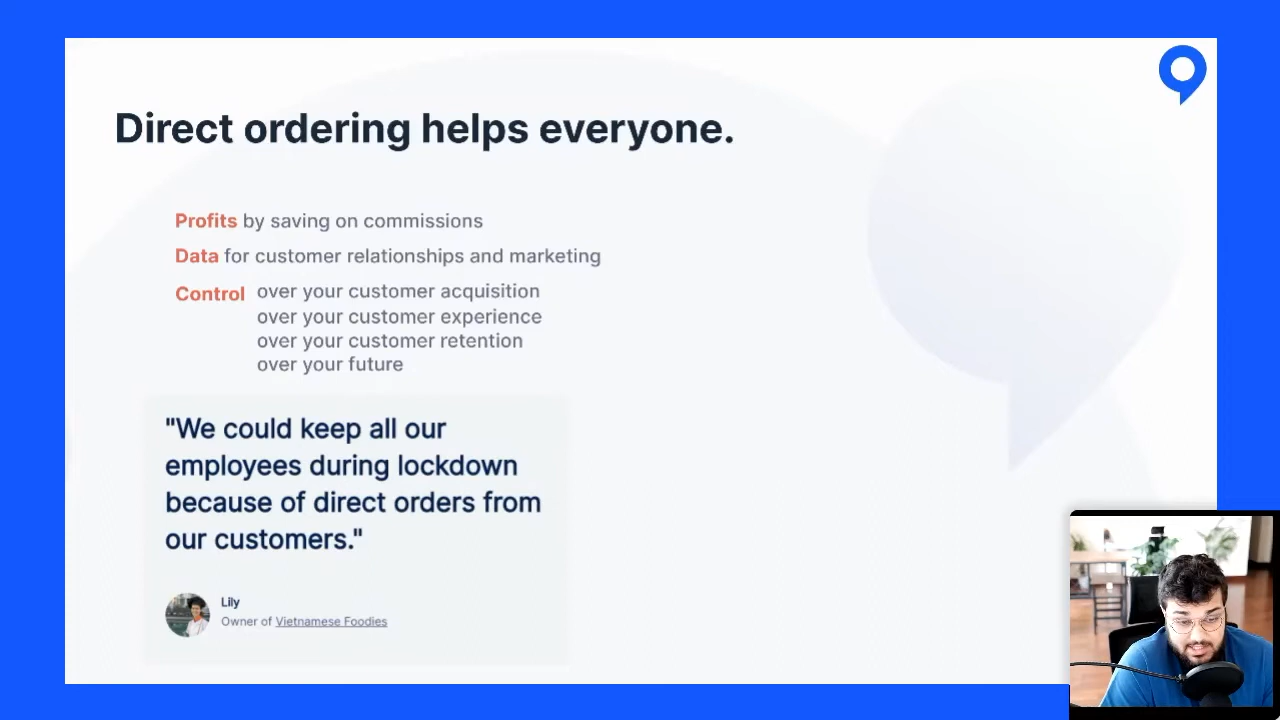 Direct ordering helps everyone.
Profits by saving on commissions
Data for customer relationships and marketing
Control over your customer acquisition
over your customer experience
over your customer retention
over your future
"We could keep all our
employees during lockdown
because of direct orders from
our customers."
Lily
Owner of Vietnamese Foodies